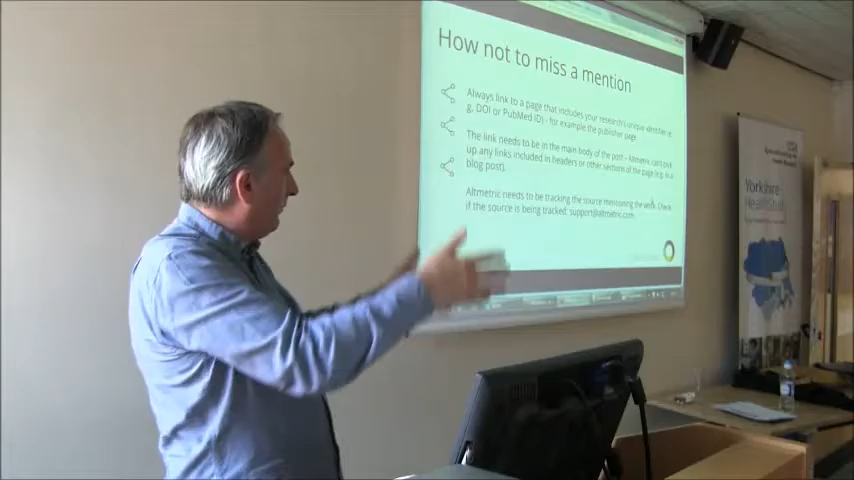 How not to miss a mention
Always link to a page that includes your research's unique identifier (e.
g, DOI or PubMed ID) - for example the publisher page
The link needs to be in the main body of the post - Altmetric can't pick
up any links included in headers or other sections of the page (e.g. in a
blog post).
Altmetric needs to be tracking the source mentioning the work. Check
if the source is being tracked: support@altmetric.com
Yorkshire